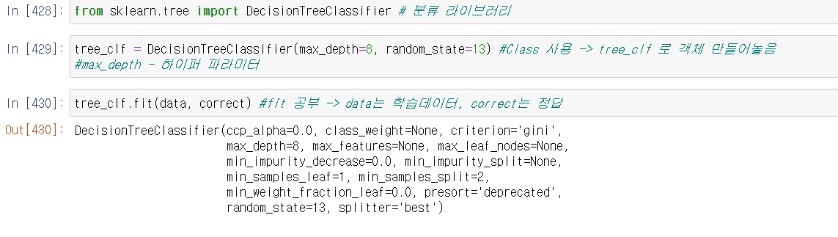 In [428]: from sklearn.tree import DecisionTreeClassifier # 분류 라이브러리
In [429]: tree_clf = DecisionTreeClassifier(max_depth=8, random_state=13) #Class 사용 -> tree_clf 로 객체 만들어놓음
#max_depth - 하이퍼 파라미터
In [430]: tree_clf.fit(data, correct) #fit 공부 -> data는 학습데이터, correct는 정답
Out[430]: DecisionTreeClassifier(ccp_alpha=0.0, class_weight=None, criterion='gini',
max_depth=8, max_features=None, max_leaf_nodes=None,
min_impurity_decrease=0.0, min_impurity_split=None,
min_samples_leaf=1, min_samples_split=2,
min_weight_fraction_leaf=0.0, presort='deprecated',
random_state=13, splitter='best')